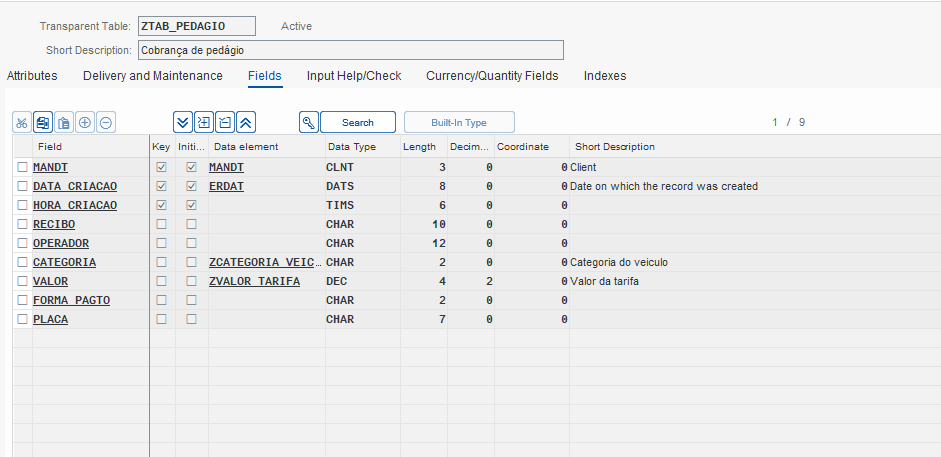 Transparent Table: ZTAB_PEDAGIO Active
Short Description: Cobrança de pedágio
Attributes Delivery and Maintenance Fields Input Help/Check Currency/Quantity Fields Indexes
Search Built-In Type 1 / 9
Field Key Initi... Data element Data Type Length Decim... Coordinate Short Description
MANDT MANDT CLNT 3 0 0 Client
DATA_CRIACAO ERDAT DATS 8 0 0 Date on which the record was created
HORA_CRIACAO TIMS 6 0 0
RECIBO CHAR 10 0 0
OPERADOR CHAR 12 0 0
CATEGORIA ZCATEGORIA_VEIC... CHAR 2 0 0 Categoria do veiculo
VALOR ZVALOR_TARIFA DEC 4 2 0 Valor da tarifa
FORMA_PAGTO CHAR 2 0 0
PLACA CHAR 7 0 0